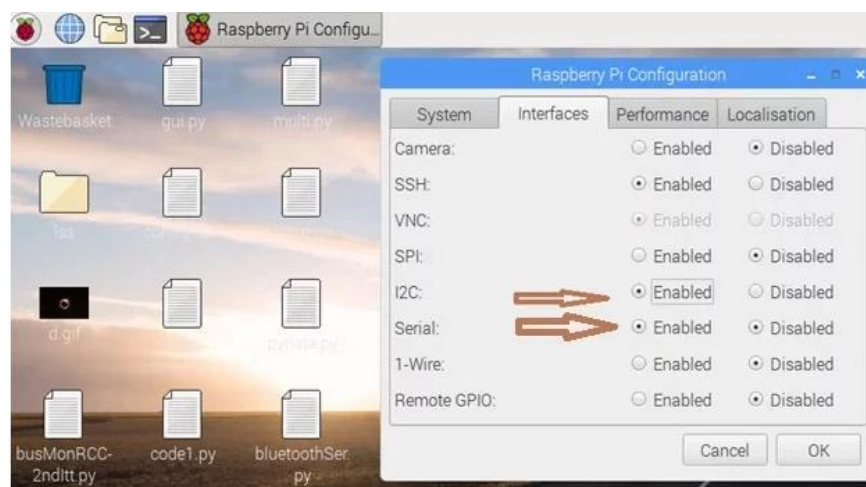 Raspberry Pi Configu...
Wastebasket
gui.py
multi.py
d.gif
busMonRCC-
2ndItt.py
code1.py
bluetoothSer.
py
Raspberry Pi Configuration
System Interfaces Performance Localisation
Camera: Enabled Disabled
SSH: Enabled Disabled
VNC: Enabled Disabled
SPI: Enabled Disabled
I2C: Enabled Disabled
Serial: Enabled Disabled
1-Wire: Enabled Disabled
Remote GPIO: Enabled Disabled
Cancel OK